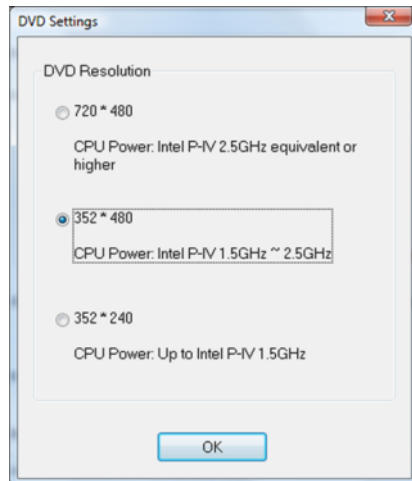 DVD Settings
DVD Resolution
720 * 480
CPU Power: Intel P-IV 2.5GHz equivalent or
higher
352 * 480
CPU Power: Intel P-IV 1.5GHz ~ 2.5GHz
352 * 240
CPU Power: Up to Intel P-IV 1.5GHz
OK